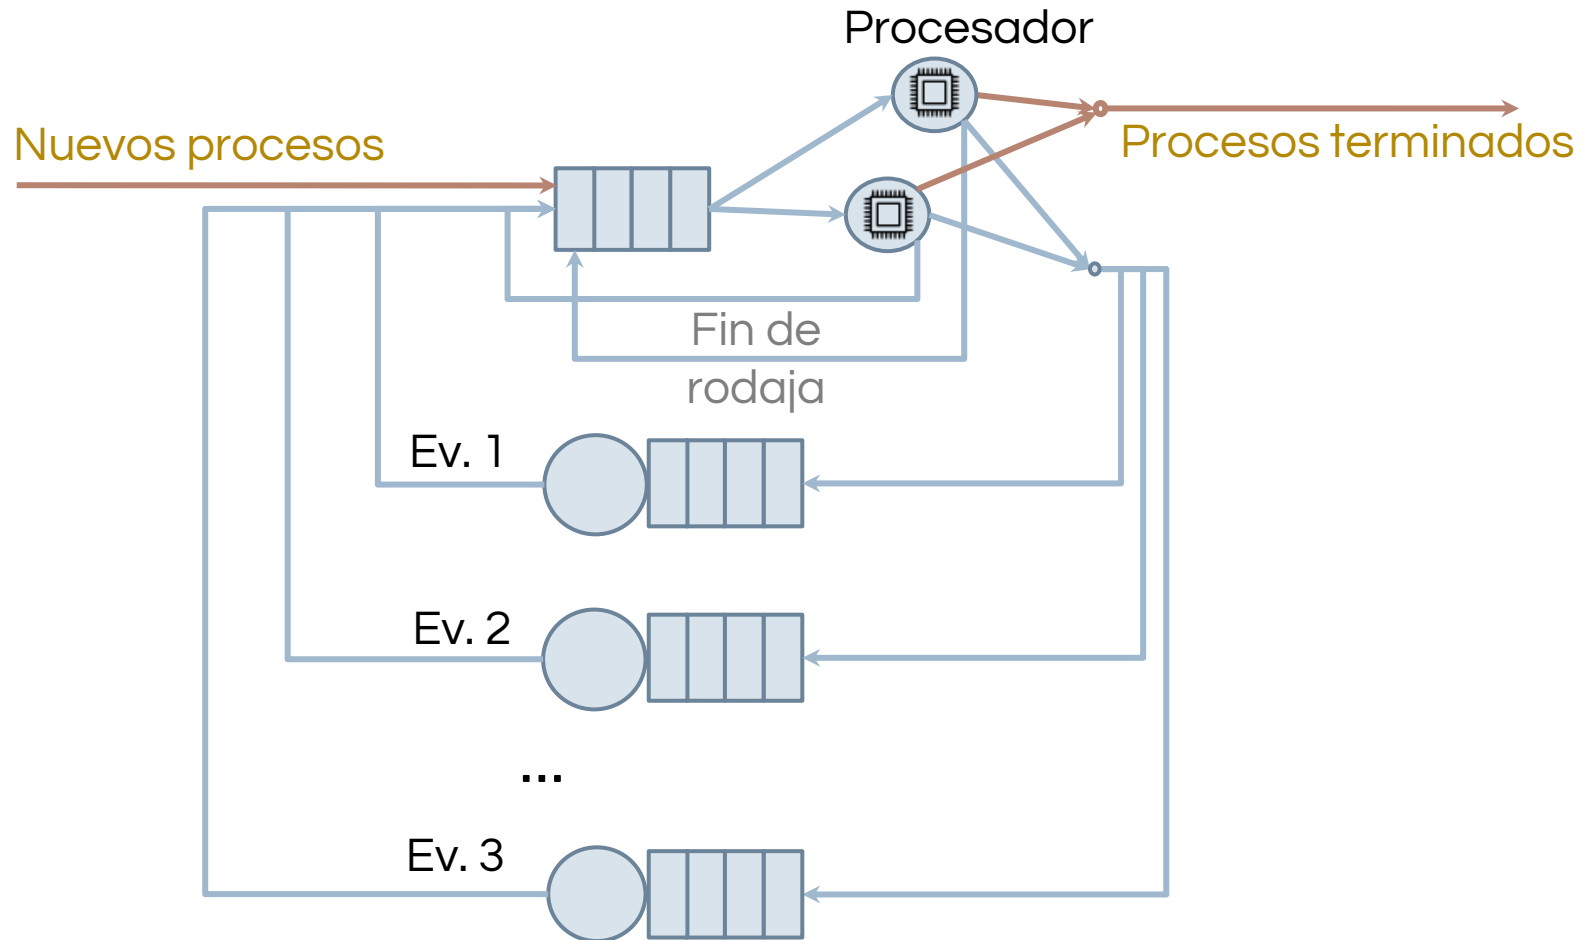 Procesador
Nuevos procesos
Procesos terminados
Fin de
rodaja
Ev. 1
Ev. 2
...
Ev. 3